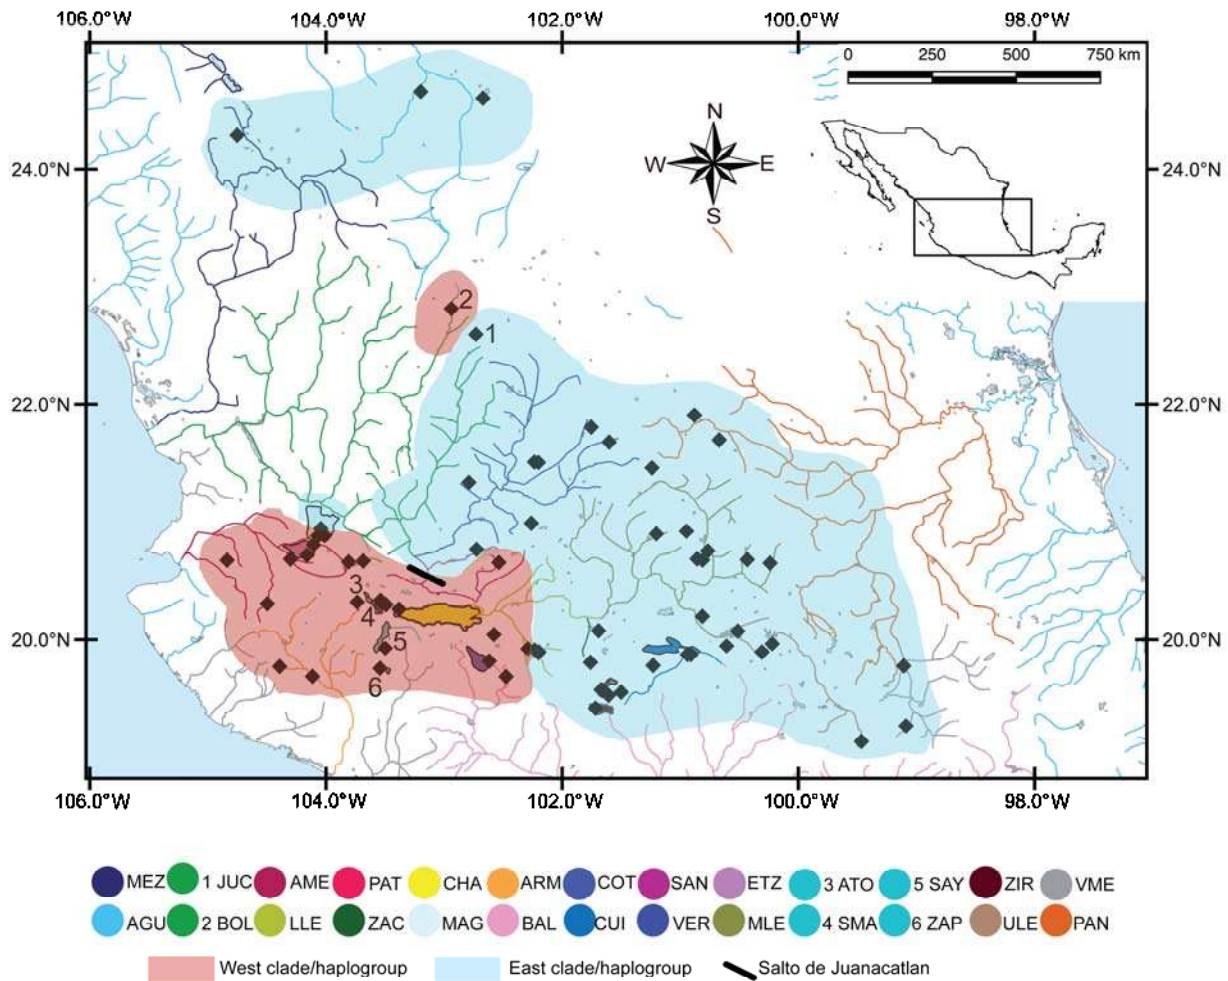 106.0°W 104.0°W 102.0°W 100.0°W 98.0°W
0 250 500 750 km
N
W E
S
24.0°N 24.0°N
2
1
22.0°N 22.0°N
3
4
5
6
20.0°N 20.0°N
106.0°W 104.0°W 102.0°W 100.0°W 98.0°W
MEZ 1 JUC AME PAT CHA ARM COT SAN ETZ 3 ATO 5 SAY ZIR VME
AGU 2 BOL LLE ZAC MAG BAL CUI VER MLE 4 SMA 6 ZAP ULE PAN
West clade/haplogroup East clade/haplogroup Salto de Juanacatlan